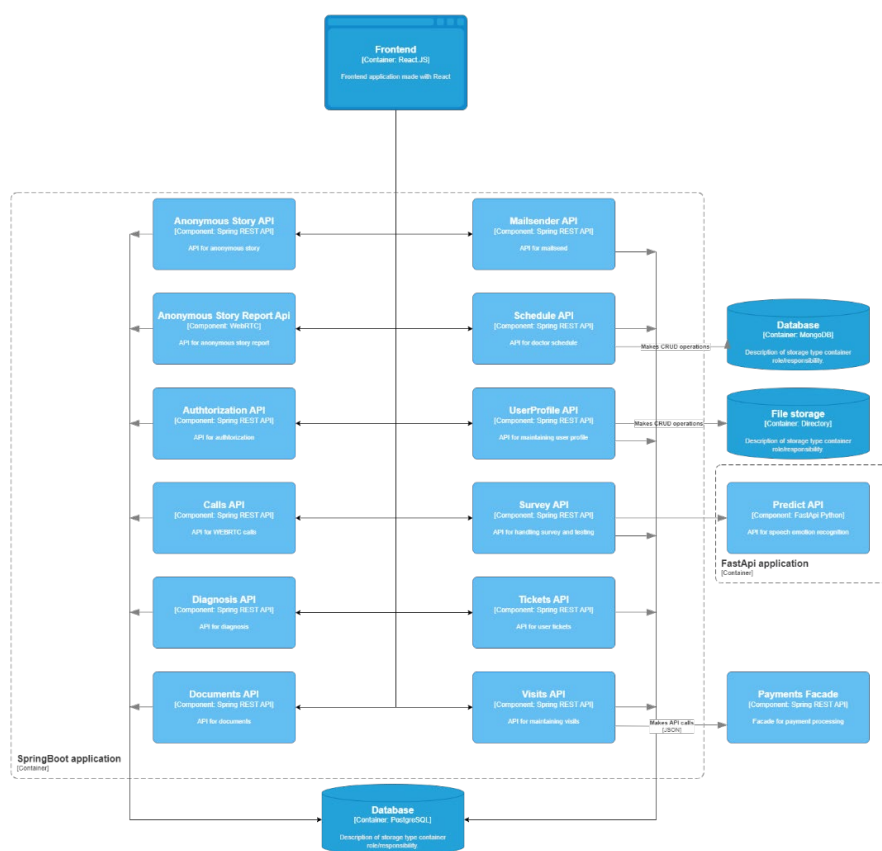 Frontend
[Container: React.JS]
Frontend application made with React
Anonymous Story API
[Component: Spring REST API]
API for anonymous story
Mailsender API
[Component: Spring REST API]
API for mailsend
Anonymous Story Report Api
[Component: WebRTC]
API for anonymous story report
Schedule API
[Component: Spring REST API]
API for doctor schedule
Makes CRUD operations
Database
[Container: MongoDB]
Description of storage type container
role/responsibility.
Authtorization API
[Component: Spring REST API]
API for authtorization
UserProfile API
[Component: Spring REST API]
API for maintaining user profile
Makes CRUD operations
File storage
[Container: Directory]
Description of storage type container
role/responsibility.
Calls API
[Component: Spring REST API]
API for WEBRTC calls
Survey API
[Component: Spring REST API]
API for handling survey and testing
Predict API
[Component: FastApi Python]
API for speech emotion recognition
FastApi application
[Container]
Diagnosis API
[Component: Spring REST API]
API for diagnosis
Tickets API
[Component: Spring REST API]
API for user tickets
Documents API
[Component: Spring REST API]
API for documents
Visits API
[Component: Spring REST API]
API for maintaining visits
Makes API calls
[JSON]
Payments Facade
[Component: Spring REST API]
Facade for payment processing
SpringBoot application
[Container]
Database
[Container: PostgreSQL]
Description of storage type container
role/responsibility.